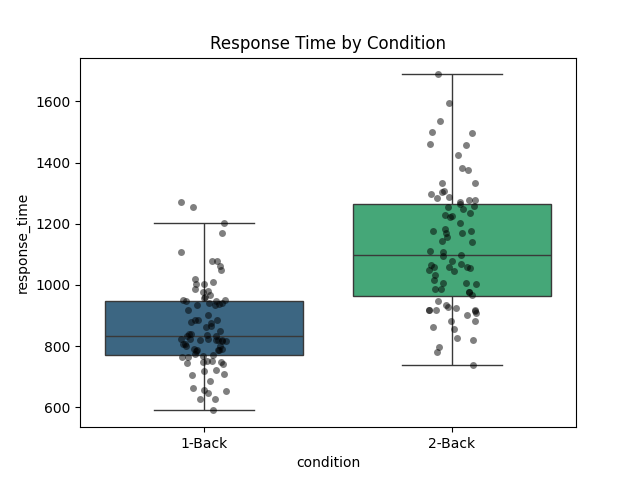 Response Time by Condition
response_time
1600
1400
1200
1000
800
600
1-Back
2-Back
condition